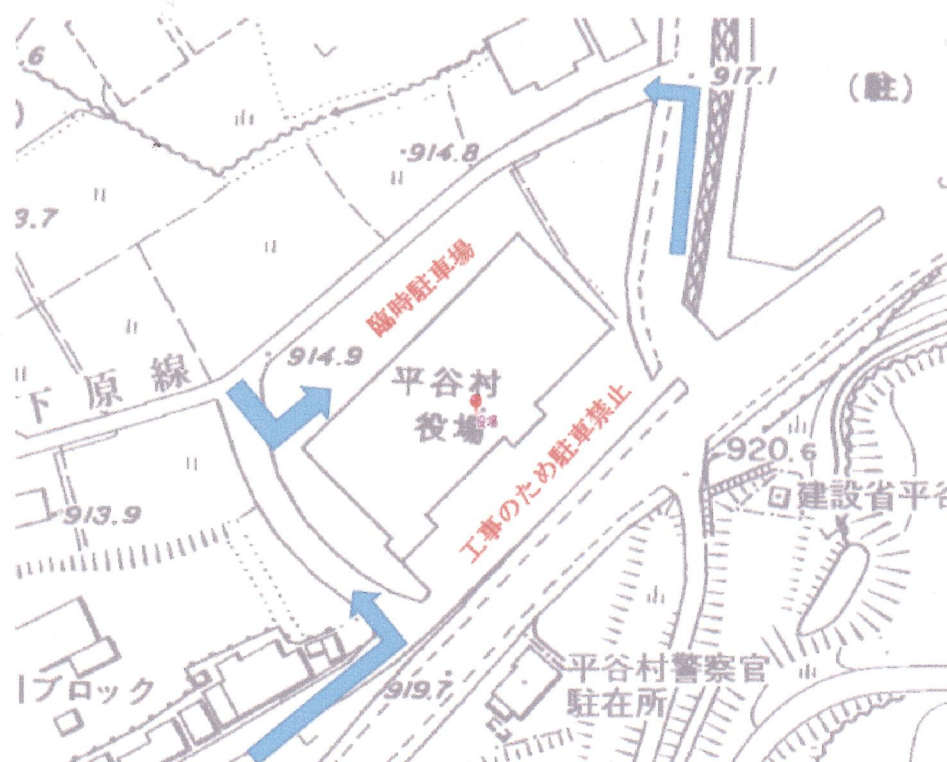 .6
917.1
（駐）
914.8
3.7
臨時駐車場
914.9
下原線
平谷村
役場
役場
工事のため駐車禁止
920.6
建設省平谷
913.9
ブロック
919.7
平谷村警察官
駐在所